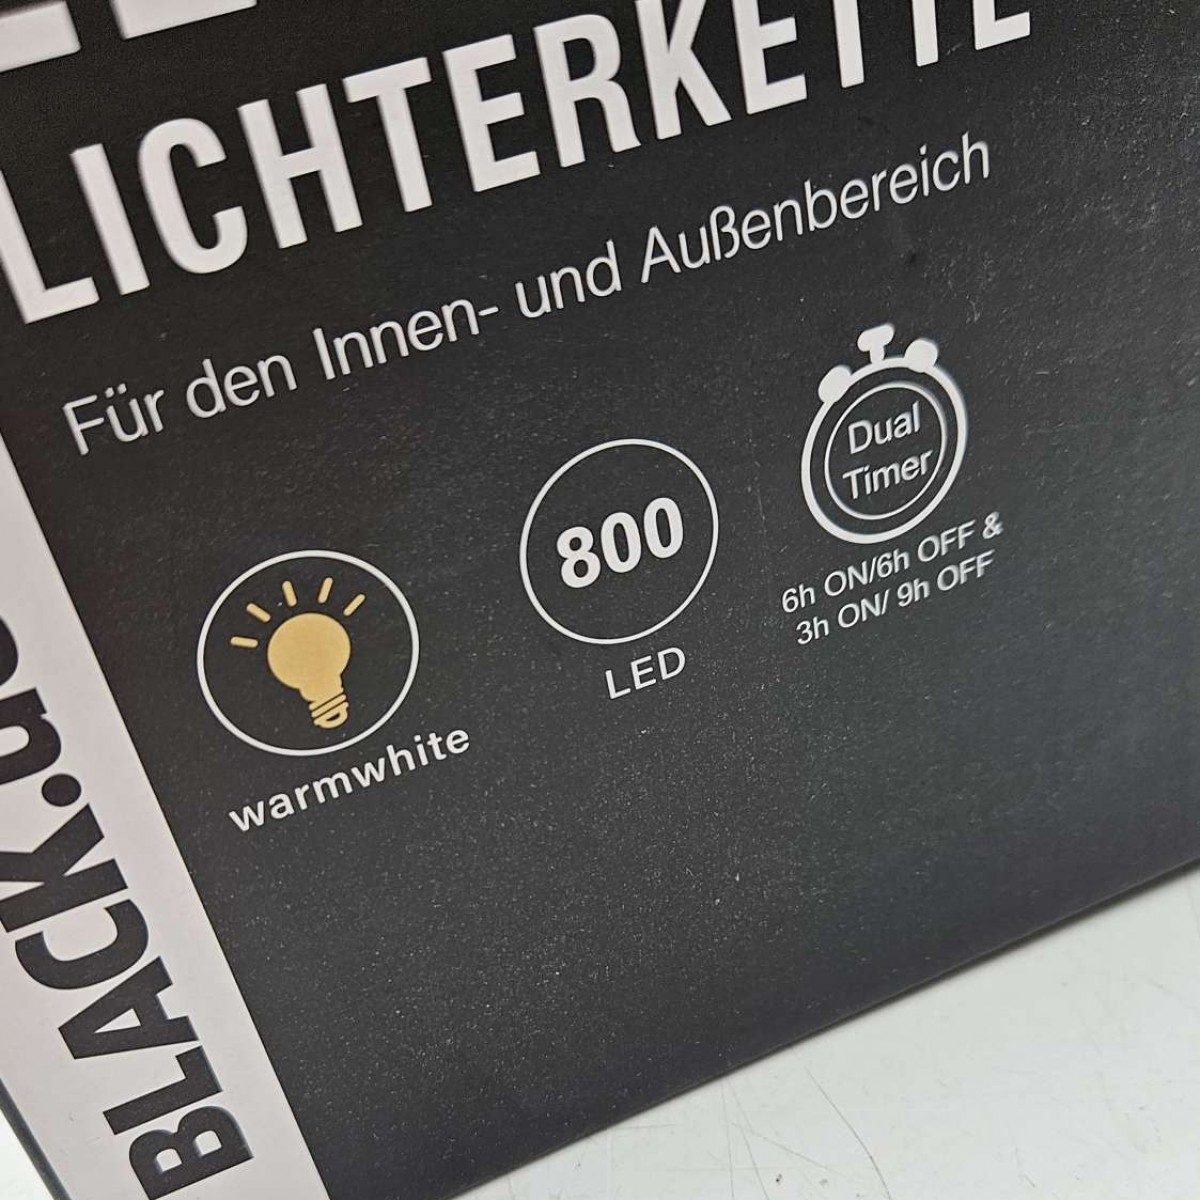 LICHTERKETTE
Für den Innen- und Außenbereich
Dual
Timer
6h ON/6h OFF &
3h ON/ 9h OFF
800
LED
warmwhite
BLACK.de